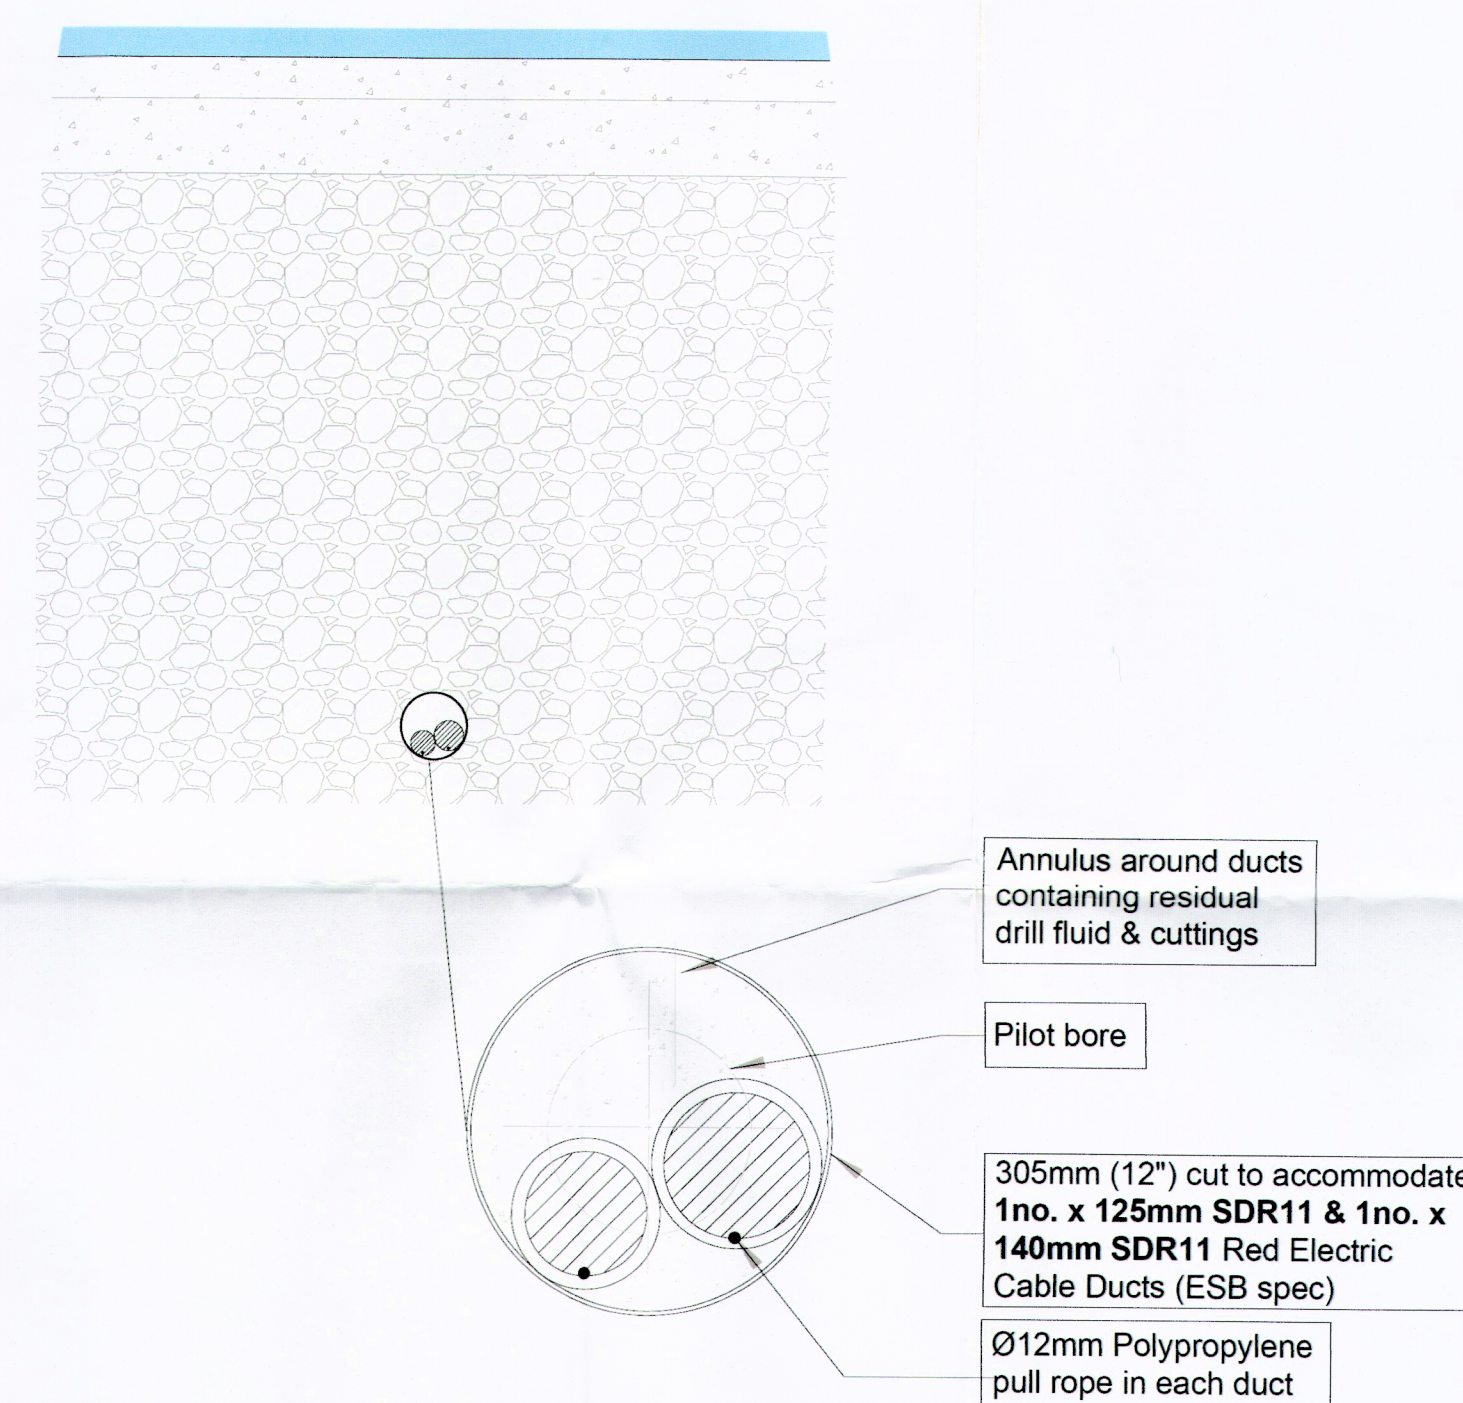 Annulus around ducts
containing residual
drill fluid & cuttings
Pilot bore
305mm (12") cut to accommodate
1no. x 125mm SDR11 & 1no. x
140mm SDR11 Red Electric
Cable Ducts (ESB spec)
Ø12mm Polypropylene
pull rope in each duct